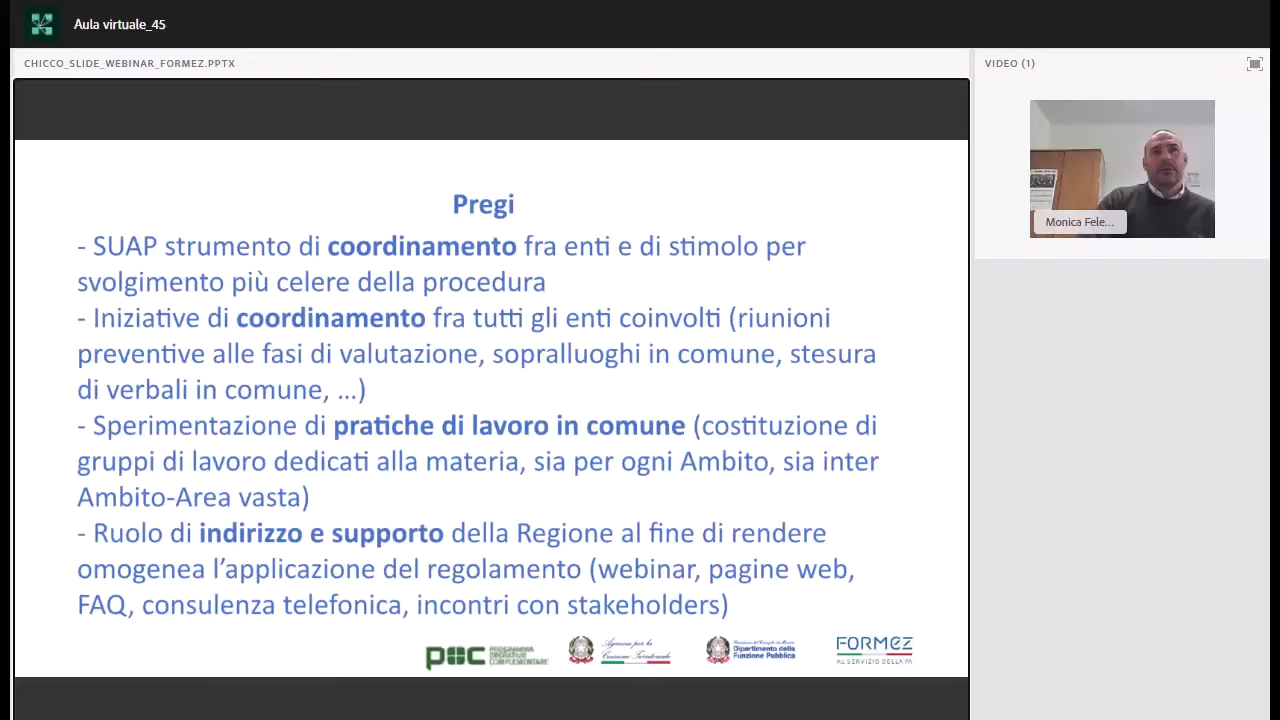 Aula virtuale_45
CHICCO_SLIDE_WEBINAR_FORMEZ.PPTX
VIDEO (1)
Monica Fele...
Pregi
- SUAP strumento di coordinamento fra enti e di stimolo per
svolgimento più celere della procedura
- Iniziative di coordinamento fra tutti gli enti coinvolti (riunioni
preventive alle fasi di valutazione, sopralluoghi in comune, stesura
di verbali in comune, …)
- Sperimentazione di pratiche di lavoro in comune (costituzione di
gruppi di lavoro dedicati alla materia, sia per ogni Ambito, sia inter
Ambito-Area vasta)
- Ruolo di indirizzo e supporto della Regione al fine di rendere
omogenea l’applicazione del regolamento (webinar, pagine web,
FAQ, consulenza telefonica, incontri con stakeholders)
POC PROGRAMMA
OPERATIVO
COMPLEMENTARE
Agenzia per la
Coesione Territoriale
Dipartimento della
Funzione Pubblica
FORMEZ
AL SERVIZIO DELLA PA